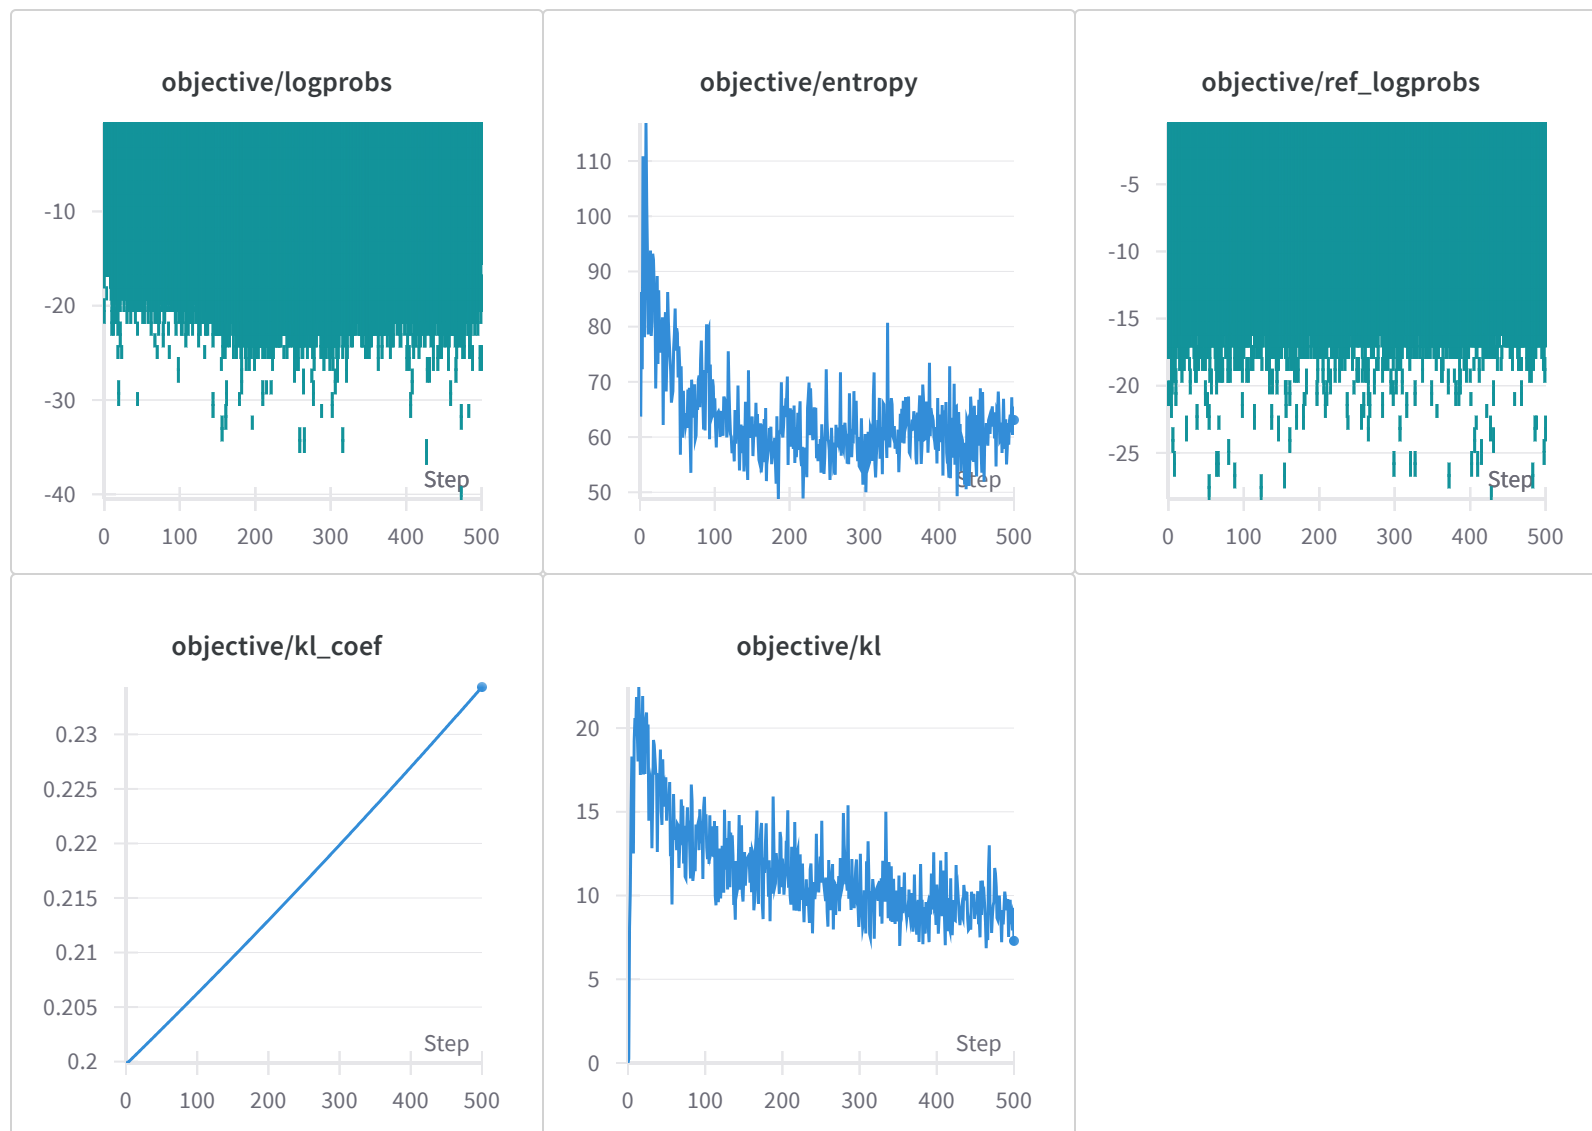 objective/logprobs
-10
-20
-30
-40
Step
0 100 200 300 400 500
objective/entropy
110
100
90
80
70
60
50
Step
0 100 200 300 400 500
objective/ref_logprobs
-5
-10
-15
-20
-25
Step
0 100 200 300 400 500
objective/kl_coef
0.23
0.225
0.22
0.215
0.21
0.205
0.2
Step
0 100 200 300 400 500
objective/kl
20
15
10
5
0
Step
0 100 200 300 400 500